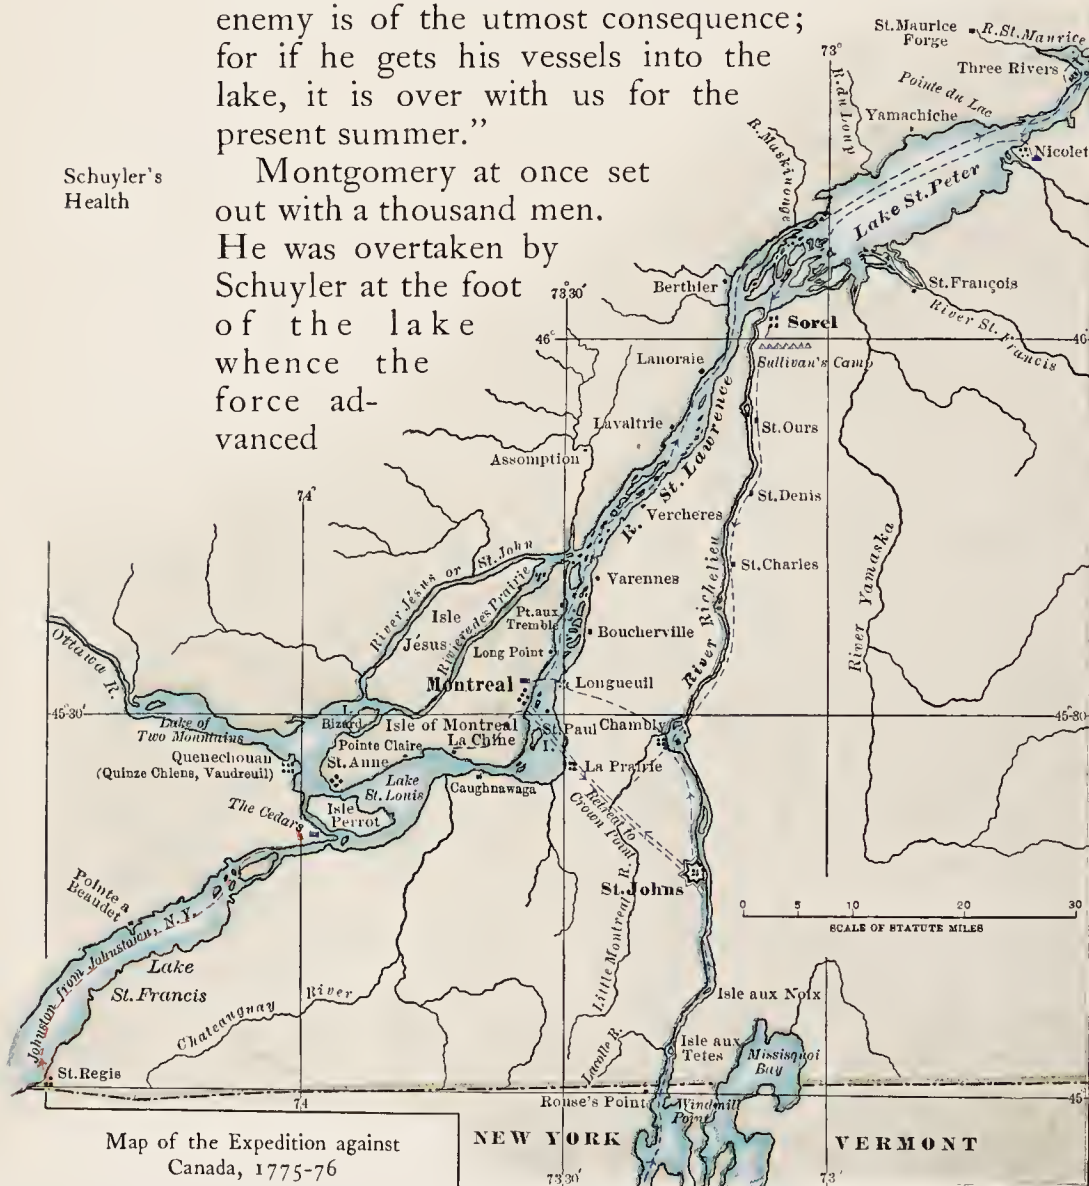 enemy is of the utmost consequence;
for if he gets his vessels into the
lake, it is over with us for the
present summer.”
Schuyler's
Health
Montgomery at once set
out with a thousand men.
He was overtaken by
Schuyler at the foot
of the lake
whence the
force ad-
vanced
St.Maurice
Forge
R.St.Maurice
73°
Three Rivers
R.du Loup
Pointe du Lac
Yamachiche
Nicolet
R.Maskinonge
Lake St.Peter
73°30'
Berthier
St.François
River St.Francis
Sorel
46°
46
Lanoraie
Sullivan's Camp
Lavaltrie
St.Ours
Assomption
R. St. Lawrence
74°
St.Denis
Vercheres
River Jésus or St.John
St.Charles
Varennes
Isle
Jésus
Riviere des Prairie
Pt.aux
Tremble
Boucherville
River Richelieu
River Yamaska
Ottawa R.
Long Point
Montreal
Longueuil
45°30'
45°30
I.
Bizard
Isle of Montreal
St.Paul
I.
Chambly
Lake of
Two Mountains
Pointe Claire
La Chine
Quenechouan
(Quinze Chiens, Vaudreuil)
St.Anne
La Prairie
Lake
St.Louis
Caughnawaga
The Cedars
Isle
Perrot
Retreat to
Crown Point
Pointe a
Beaudet
St.Johns
0 5 10 20 30
SCALE OF STATUTE MILES
Johnston from Johnstown, N.Y.
Lake
St.Francis
Little Montreal R.
Chateaugnay River
Isle aux Noix
Lacolle R.
Isle aux
Tetes
Missisquoi
Bay
St.Regis
45°
74
Rouse's Point
Windmill
Point
Map of the Expedition against
Canada, 1775-76
NEW YORK
VERMONT
73°30'
73°